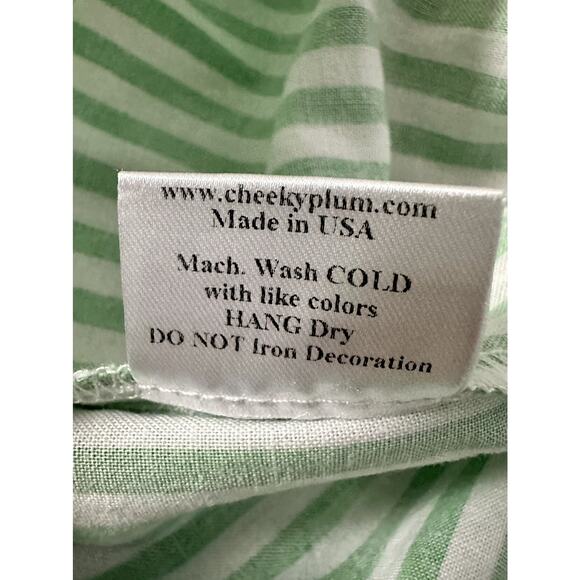 www.cheekyplum.com
Made in USA
Mach. Wash COLD
with like colors
HANG Dry
DO NOT Iron Decoration